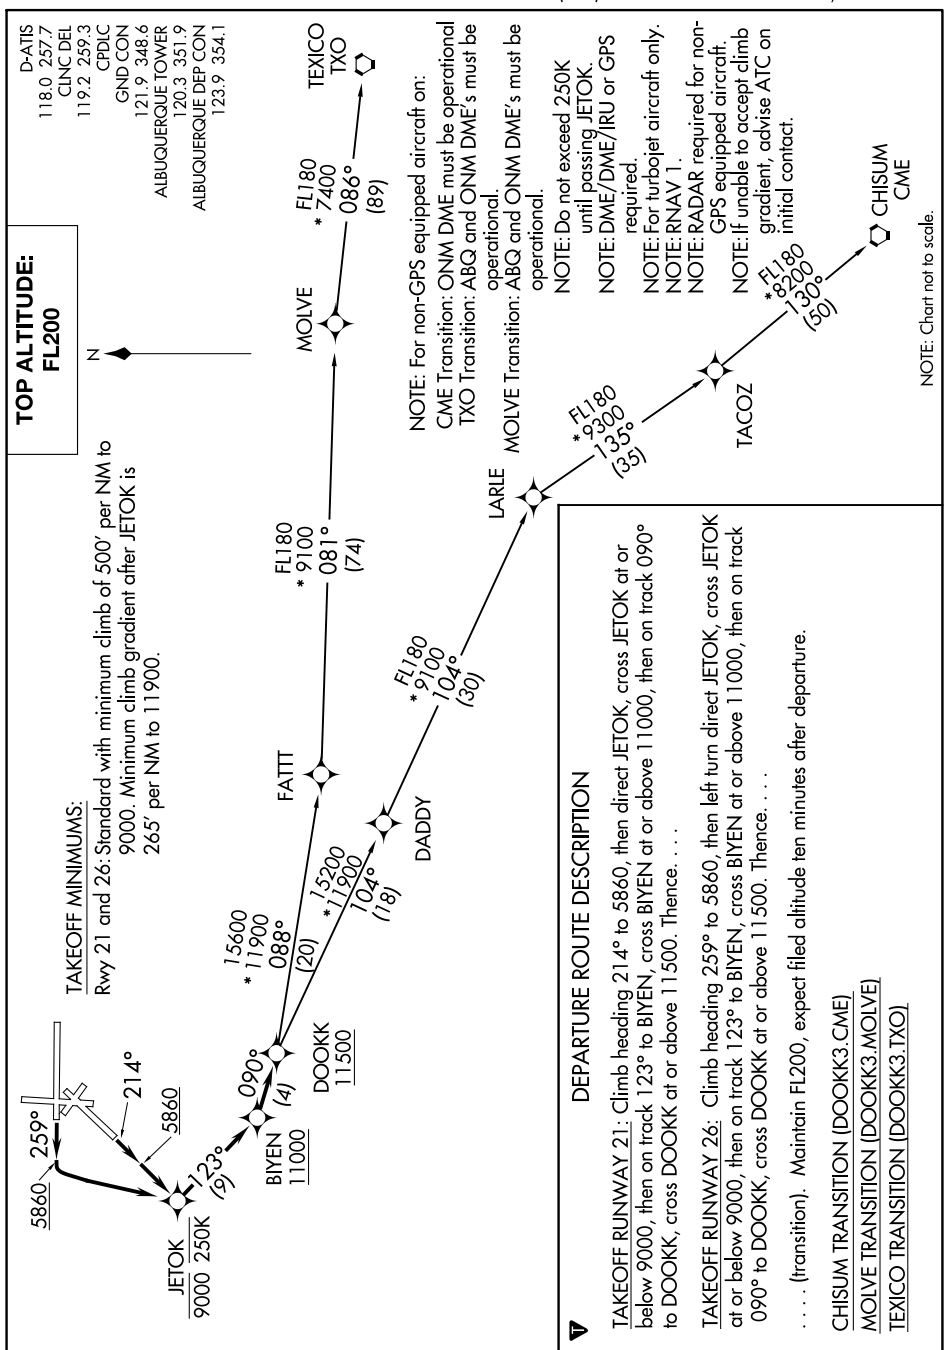 D-ATIS
118.0 257.7
CLNC DEL
119.2 259.3
CPDLC
GND CON
121.9 348.6
ALBUQUERQUE TOWER
120.3 351.9
ALBUQUERQUE DEP CON
123.9 354.1
TOP ALTITUDE:
FL200
N
TAKEOFF MINIMUMS:
Rwy 21 and 26: Standard with minimum climb of 500' per NM to
9000. Minimum climb gradient after JETOK is
265' per NM to 11900.
TEXICO
TXO
FL180
* 7400
086°
(89)
MOLVE
FL180
* 9100
081°
(74)
FATTT
15600
* 11900
088°
(20)
15200
*11900
104°
(18)
DADDY
FL180
* 9100
104°
(30)
LARLE
FL180
* 9300
135°
(35)
TACOZ
FL180
*8200
130°
(50)
CHISUM
CME
259°
5860
214°
5860
JETOK
9000 250K
123°
(9)
BIYEN
11000
090°
(4)
DOOKK
11500
NOTE: For non-GPS equipped aircraft on:
CME Transition: ONM DME must be operational
TXO Transition: ABQ and ONM DME's must be
operational.
MOLVE Transition: ABQ and ONM DME's must be
operational.
NOTE: Do not exceed 250K
until passing JETOK.
NOTE: DME/DME/IRU or GPS
required.
NOTE: For turbojet aircraft only.
NOTE: RNAV 1.
NOTE: RADAR required for non-
GPS equipped aircraft.
NOTE: If unable to accept climb
gradient, advise ATC on
initial contact.
NOTE: Chart not to scale.
T
DEPARTURE ROUTE DESCRIPTION
TAKEOFF RUNWAY 21: Climb heading 214° to 5860, then direct JETOK, cross JETOK at or
below 9000, then on track 123° to BIYEN, cross BIYEN at or above 11000, then on track 090°
to DOOKK, cross DOOKK at or above 11500. Thence. . . .
TAKEOFF RUNWAY 26: Climb heading 259° to 5860, then left turn direct JETOK, cross JETOK
at or below 9000, then on track 123° to BIYEN, cross BIYEN at or above 11000, then on track
090° to DOOKK, cross DOOKK at or above 11500. Thence. . . .
. . . . (transition). Maintain FL200, expect filed altitude ten minutes after departure.
CHISUM TRANSITION (DOOKK3.CME)
MOLVE TRANSITION (DOOKK3.MOLVE)
TEXICO TRANSITION (DOOKK3.TXO)